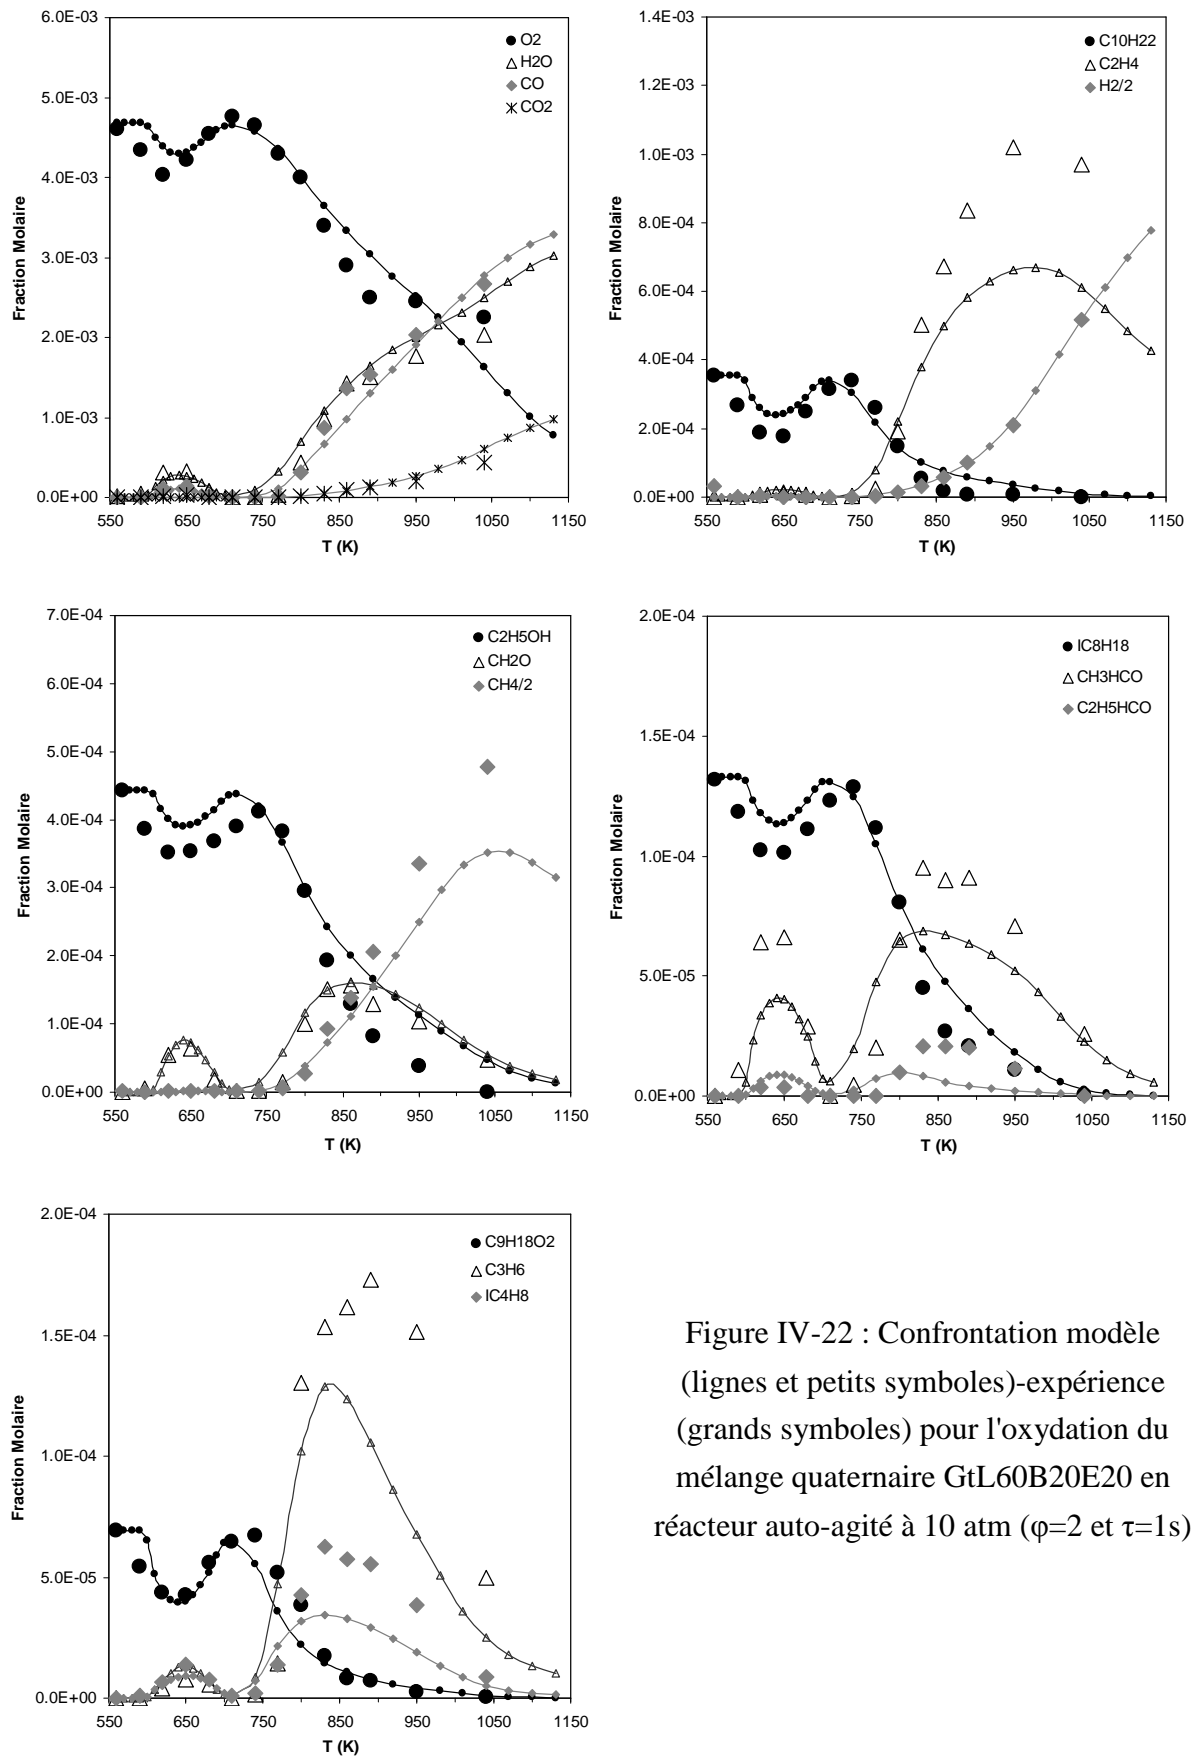 6.0E-03
5.0E-03
4.0E-03
3.0E-03
2.0E-03
1.0E-03
0.0E+00
Fraction Molaire
O2
H2O
CO
CO2
550 650 750 850 950 1050 1150
T (K)
1.4E-03
1.2E-03
1.0E-03
8.0E-04
6.0E-04
4.0E-04
2.0E-04
0.0E+00
Fraction Molaire
C10H22
C2H4
H2/2
550 650 750 850 950 1050 1150
T (K)
7.0E-04
6.0E-04
5.0E-04
4.0E-04
3.0E-04
2.0E-04
1.0E-04
0.0E+00
Fraction Molaire
C2H5OH
CH2O
CH4/2
550 650 750 850 950 1050 1150
T (K)
2.0E-04
1.5E-04
1.0E-04
5.0E-05
0.0E+00
Fraction Molaire
IC8H18
CH3HCO
C2H5HCO
550 650 750 850 950 1050 1150
T (K)
2.0E-04
1.5E-04
1.0E-04
5.0E-05
0.0E+00
Fraction Molaire
C9H18O2
C3H6
IC4H8
550 650 750 850 950 1050 1150
T (K)
Figure IV-22 : Confrontation modèle
(lignes et petits symboles)-expérience
(grands symboles) pour l'oxydation du
mélange quaternaire GtL60B20E20 en
réacteur auto-agité à 10 atm (φ=2 et τ=1s)